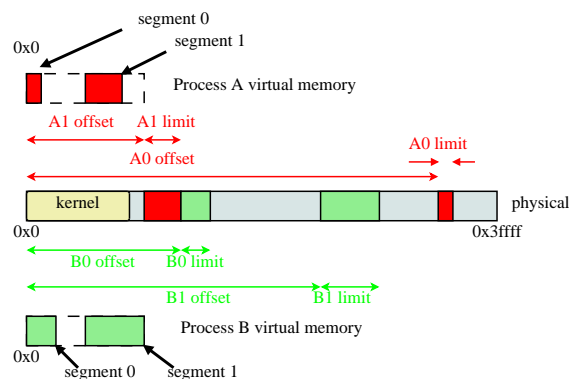 segment 0
0x0
segment 1
Process A virtual memory
A1 offset
A1 limit
A0 limit
A0 offset
kernel
physical
0x0
0x3ffff
B0 offset
B0 limit
B1 offset
B1 limit
Process B virtual memory
0x0
segment 0
segment 1